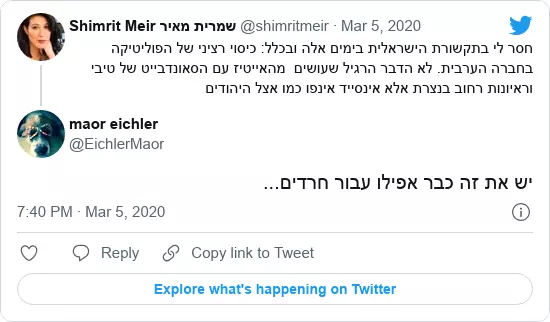 Shimrit Meir שמרית מאיר @shimritmeir · Mar 5, 2020
חסר לי בתקשורת הישראלית בימים אלה ובכלל: כיסוי רציני של הפוליטיקה
בחברה הערבית. לא הדבר הרגיל שעושים מהאייטיז עם הסאונדבייט של טיבי
וראיונות רחוב בנצרת אלא אינסייד אינפו כמו אצל היהודים
maor eichler
@EichlerMaor
יש את זה כבר אפילו עבור חרדים...
7:40 PM · Mar 5, 2020
Reply
Copy link to Tweet
Explore what's happening on Twitter